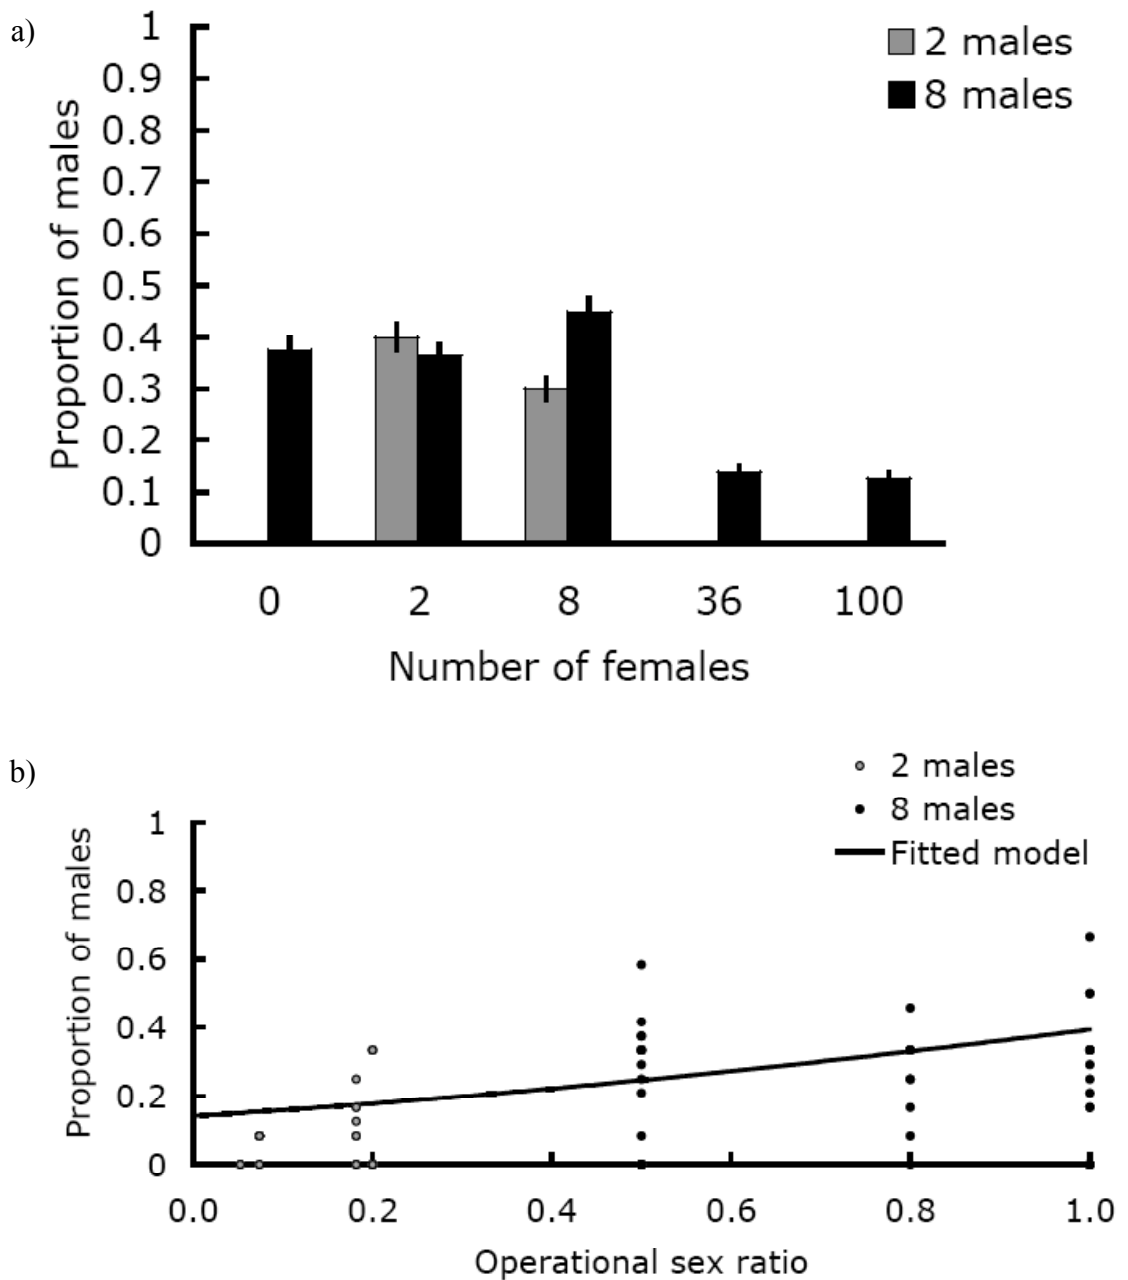 a)
2 males
8 males
Proportion of males
1
0.9
0.8
0.7
0.6
0.5
0.4
0.3
0.2
0.1
0
0 2 8 36 100
Number of females
b)
2 males
8 males
Fitted model
Proportion of males
1
0.8
0.6
0.4
0.2
0
0.0 0.2 0.4 0.6 0.8 1.0
Operational sex ratio